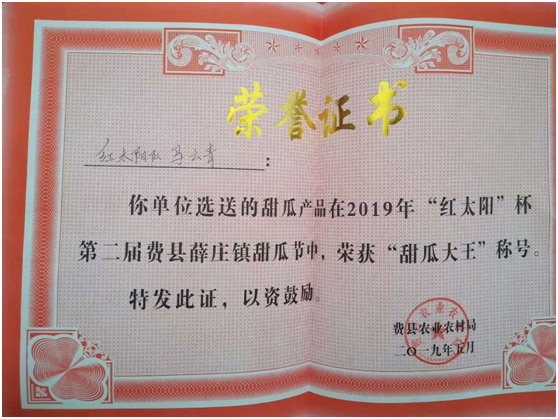 荣誉证书
红太阳队 马云青：
你单位选送的甜瓜产品在2019年“红太阳”杯
第二届费县薛庄镇甜瓜节中，荣获“甜瓜大王”称号。
特发此证，以资鼓励。
费县农业农村局
二〇一九年五月